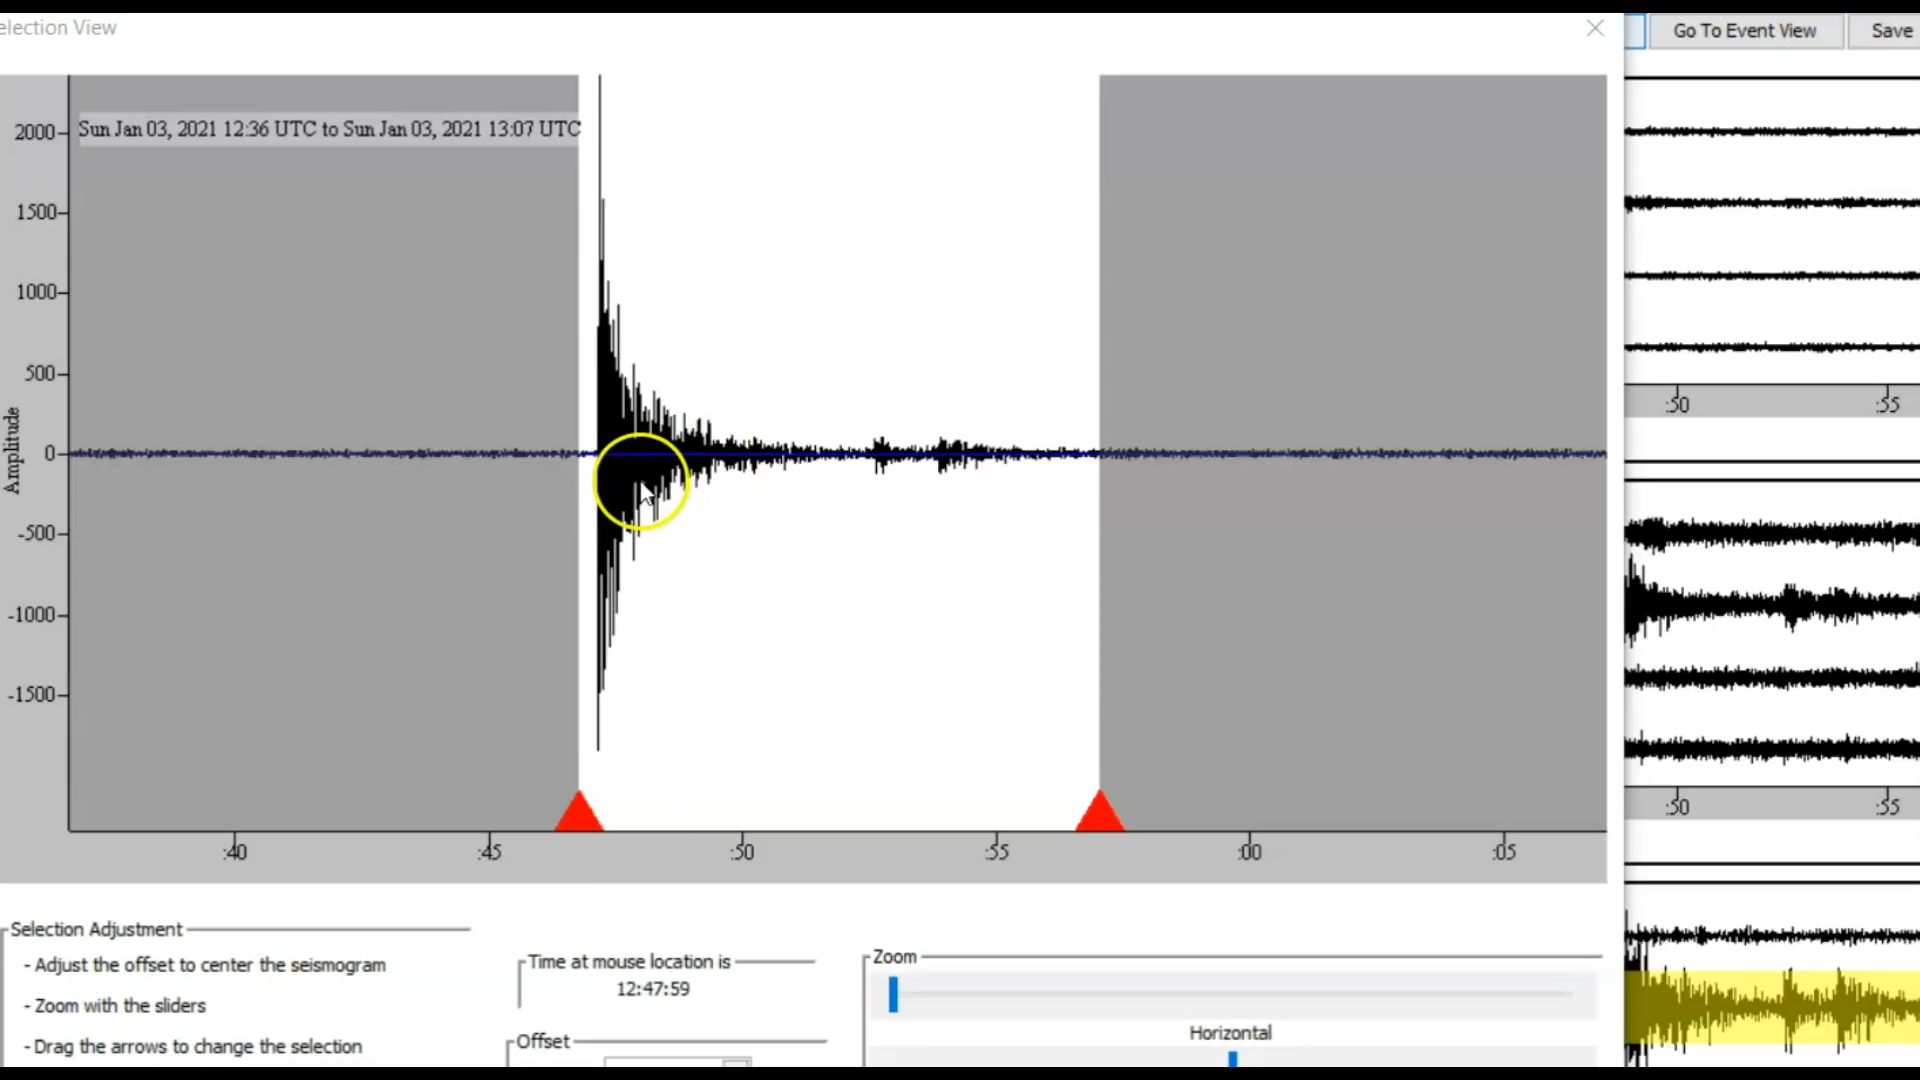 election View
Go To Event View
Save
Sun Jan 03, 2021 12:36 UTC to Sun Jan 03, 2021 13:07 UTC
2000
1500
1000
500
0
-500
-1000
-1500
Amplitude
:40 :45 :50 :55 :00 :05
:50 :55
:50 :55
Selection Adjustment
- Adjust the offset to center the seismogram
- Zoom with the sliders
- Drag the arrows to change the selection
Time at mouse location is
12:47:59
Offset
Zoom
Horizontal